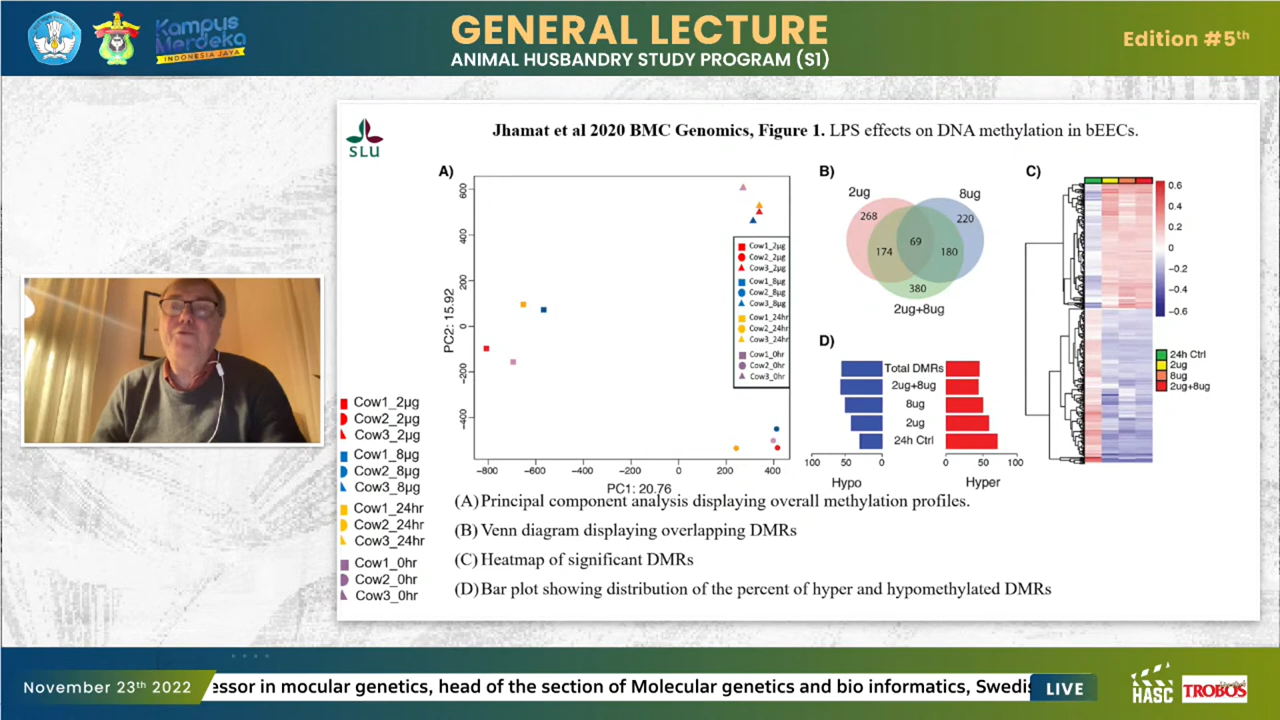 Kampus
Merdeka
INDONESIA JAYA
GENERAL LECTURE
ANIMAL HUSBANDRY STUDY PROGRAM (S1)
Edition #5th
SLU
Jhamat et al 2020 BMC Genomics, Figure 1. LPS effects on DNA methylation in bEECs.
A)
PC2: 15.92
600
400
200
0
−200
−400
−800
−600
−400
−200
0
200
400
PC1: 20.76
Cow1_2µg
Cow2_2µg
Cow3_2µg
Cow1_8µg
Cow2_8µg
Cow3_8µg
Cow1_24hr
Cow2_24hr
Cow3_24hr
Cow1_0hr
Cow2_0hr
Cow3_0hr
B)
2ug
8ug
268
220
69
174
180
380
2ug+8ug
C)
0.6
0.4
0.2
0
−0.2
−0.4
−0.6
24h Ctrl
2ug
8ug
2ug+8ug
D)
Total DMRs
2ug+8ug
8ug
2ug
24h Ctrl
100 50 0
0 50 100
Hypo
Hyper
Cow1_2µg
Cow2_2µg
Cow3_2µg
Cow1_8µg
Cow2_8µg
Cow3_8µg
Cow1_24hr
Cow2_24hr
Cow3_24hr
Cow1_0hr
Cow2_0hr
Cow3_0hr
(A) Principal component analysis displaying overall methylation profiles.
(B) Venn diagram displaying overlapping DMRs
(C) Heatmap of significant DMRs
(D) Bar plot showing distribution of the percent of hyper and hypomethylated DMRs
November 23th 2022
essor in mocular genetics, head of the section of Molecular genetics and bio informatics, Swedis
LIVE
HASC
TROBOS